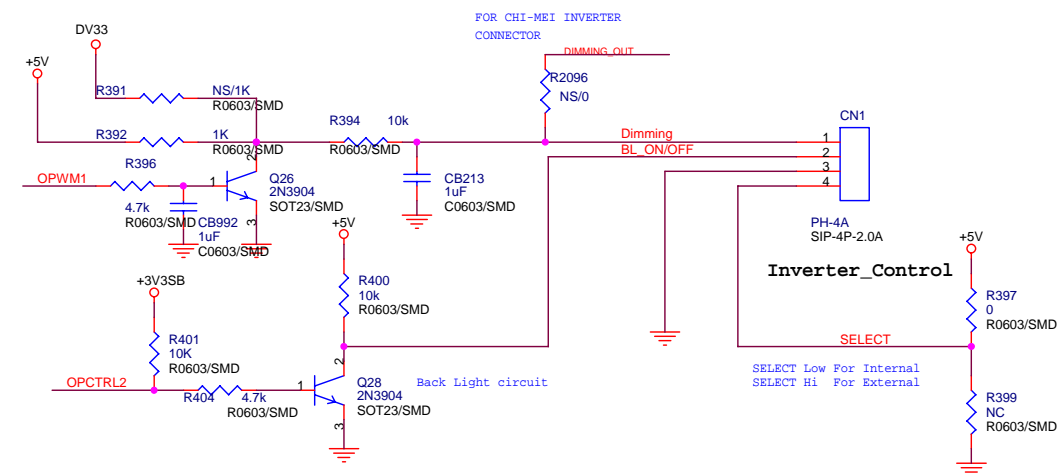 FOR CHI-MEI INVERTER
CONNECTOR
DV33
DIMMING_OUT
+5V
R2096
NS/0
R391
NS/1K
R0603/SMD
R394
10k
R0603/SMD
CN1
R392
1K
R0603/SMD
Dimming
1
BL_ON/OFF
2
3
4
R396
2
OPWM1
1
Q26
2N3904
SOT23/SMD
3
CB213
1uF
C0603/SMD
4.7k
R0603/SMD
CB992
1uF
C0603/SMD
PH-4A
SIP-4P-2.0A
+5V
+5V
Inverter_Control
+3V3SB
R400
10k
R0603/SMD
R397
0
R0603/SMD
R401
10K
R0603/SMD
SELECT
2
OPCTRL2
1
Q28
2N3904
SOT23/SMD
3
Back Light circuit
SELECT Low For Internal
SELECT Hi For External
R404
4.7k
R0603/SMD
R399
NC
R0603/SMD